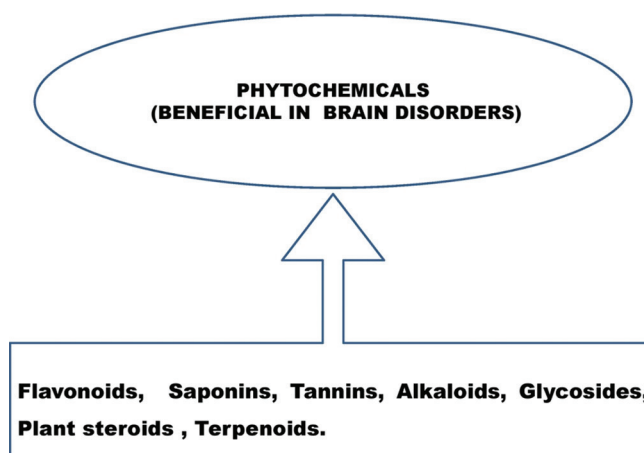 PHYTOCHEMICALS
(BENEFICIAL IN BRAIN DISORDERS)
Flavonoids, Saponins, Tannins, Alkaloids, Glycosides,
Plant steroids , Terpenoids.